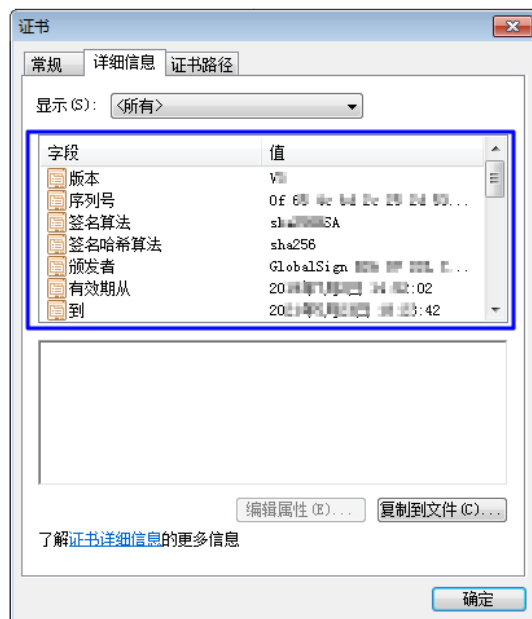 证书
常规 详细信息 证书路径
显示(S): <所有>
字段 值
版本
序列号 0f
签名算法
签名哈希算法 sha256
颁发者 GlobalSign
有效期从 :02
到 :42
编辑属性(E)... 复制到文件(C)...
了解证书详细信息的更多信息
确定